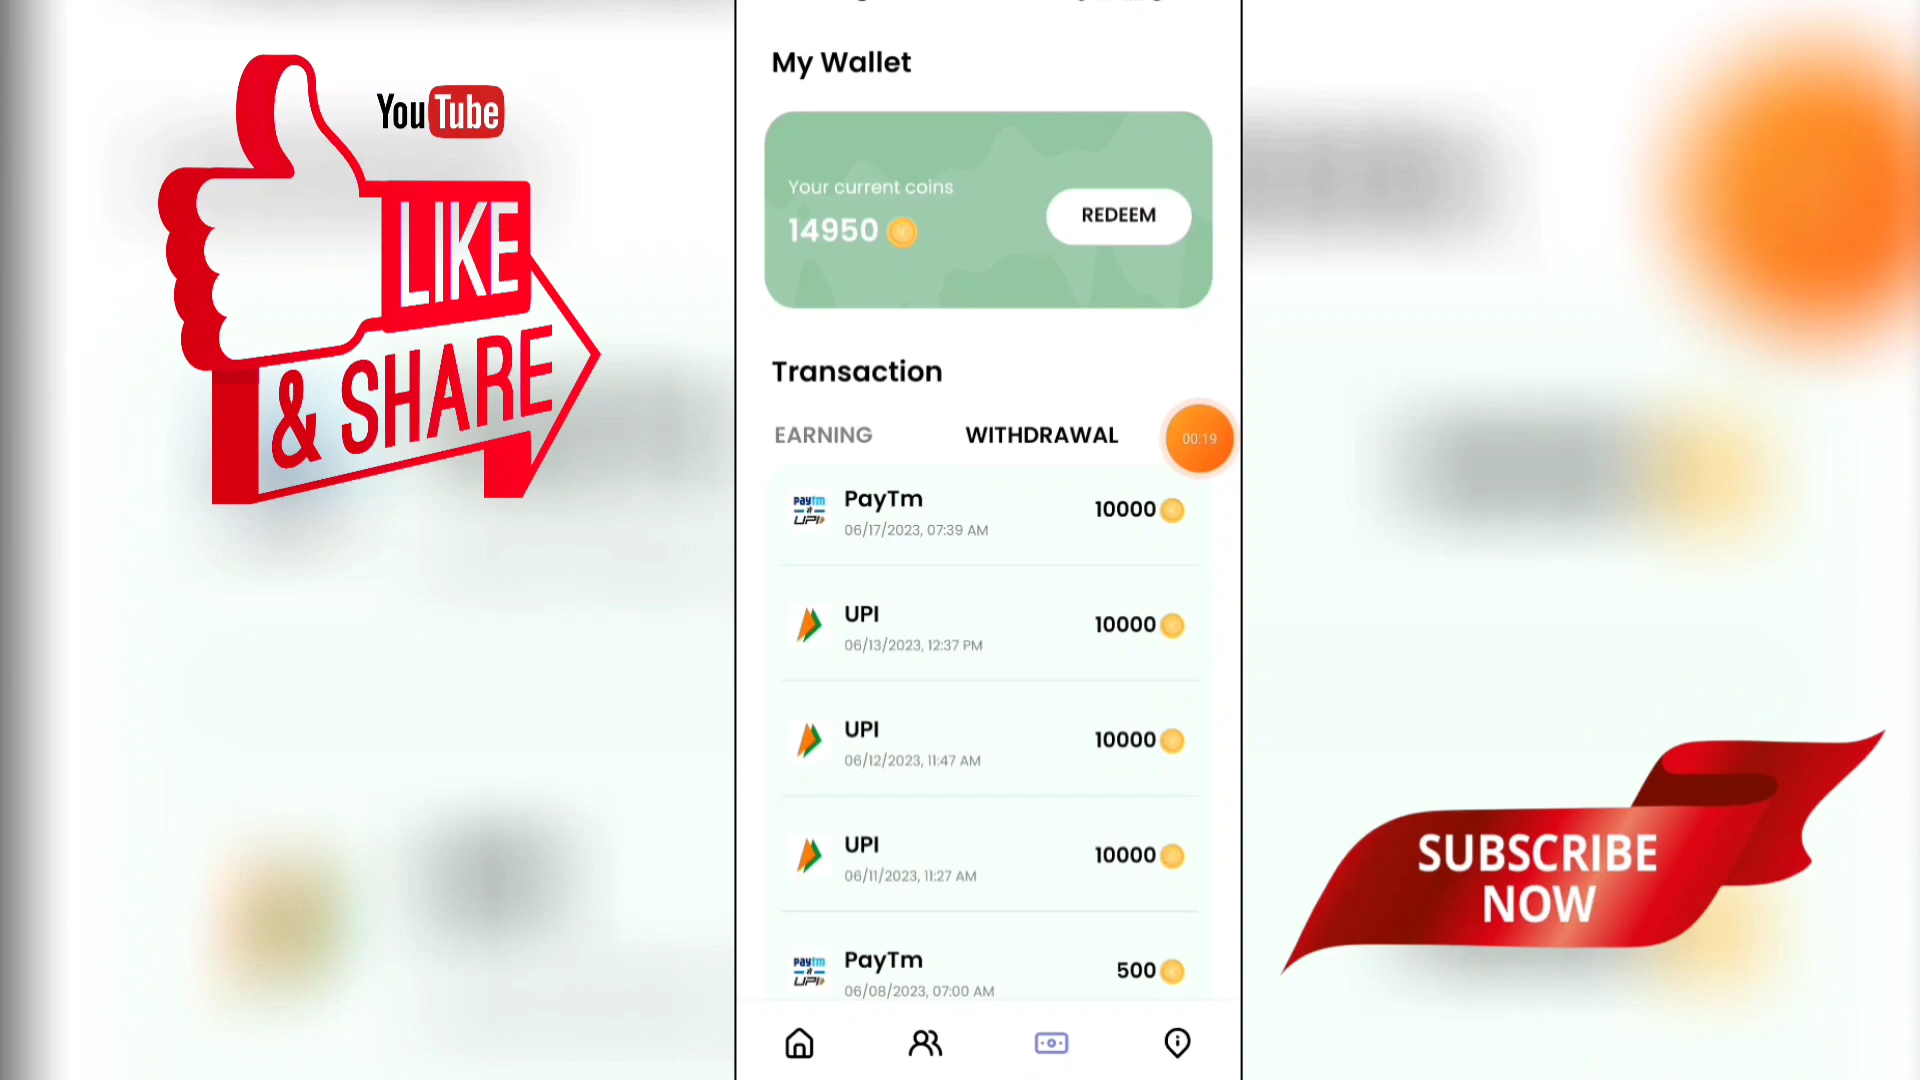 YouTube
LIKE
& SHARE
My Wallet
Your current coins
14950
REDEEM
Transaction
EARNING
WITHDRAWAL
00:19
PayTm
10000
06/17/2023, 07:39 AM
UPI
10000
06/13/2023, 12:37 PM
UPI
10000
06/12/2023, 11:47 AM
UPI
10000
06/11/2023, 11:27 AM
PayTm
500
06/08/2023, 07:00 AM
SUBSCRIBE
NOW